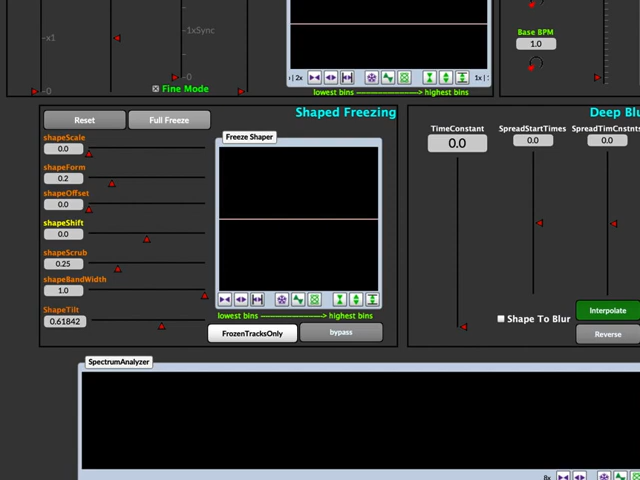 x1
1xSync
0
0
Fine Mode
2x
1x
lowest bins ------------------> highest bins
Base BPM
1.0
Shaped Freezing
Reset
Full Freeze
shapeScale
0.0
shapeForm
0.2
shapeOffset
0.0
shapeShift
0.0
shapeScrub
0.25
shapeBandWidth
1.0
ShapeTilt
0.61842
Freeze Shaper
lowest bins ------------------> highest bins
FrozenTracksOnly
bypass
Deep Blu
TimeConstant
0.0
SpreadStartTimes
0.0
SpreadTimCnstnts
0.0
Shape To Blur
Interpolate
Reverse
SpectrumAnalyzer
8x